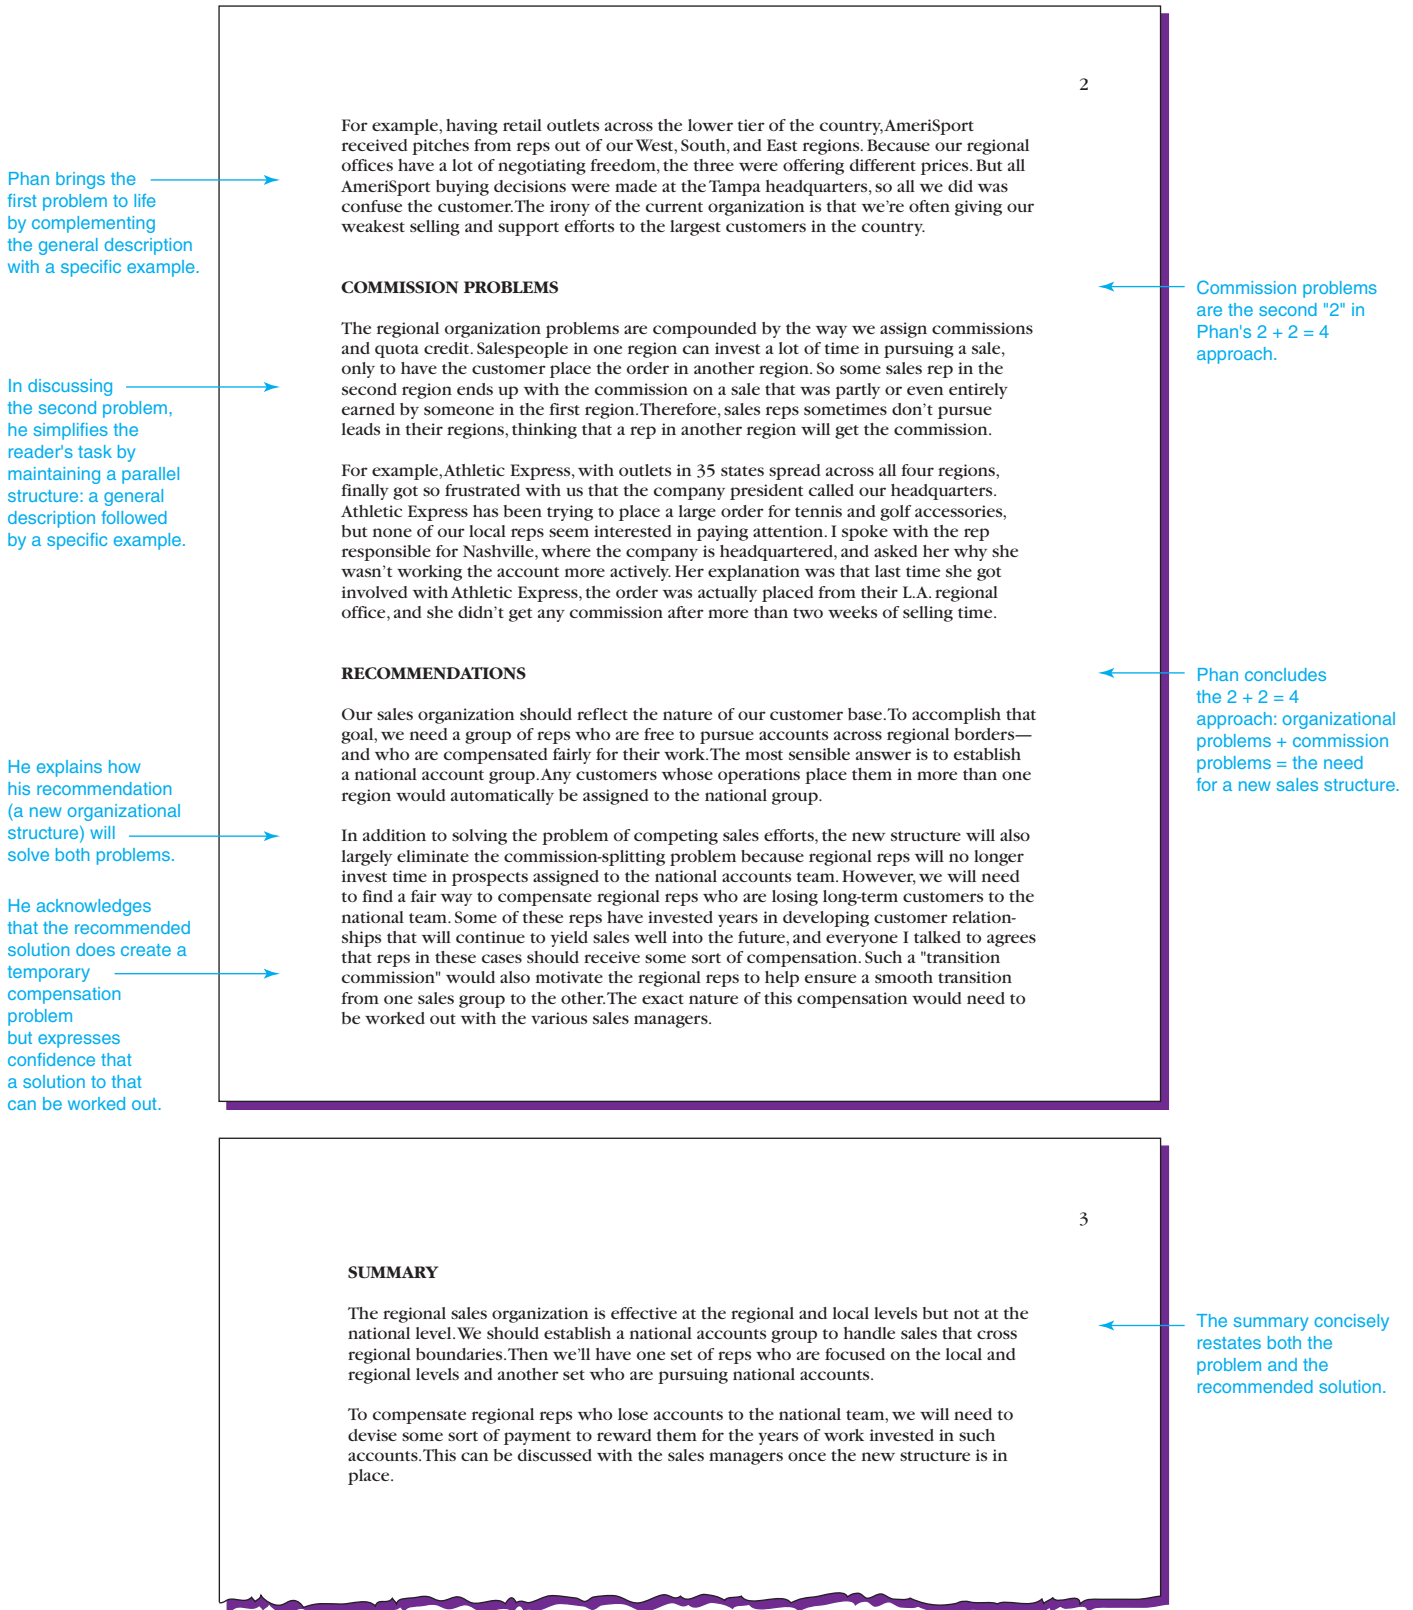 2
For example, having retail outlets across the lower tier of the country, AmeriSport
received pitches from reps out of our West, South, and East regions. Because our regional
offices have a lot of negotiating freedom, the three were offering different prices. But all
AmeriSport buying decisions were made at the Tampa headquarters, so all we did was
confuse the customer. The irony of the current organization is that we're often giving our
weakest selling and support efforts to the largest customers in the country.
Phan brings the
first problem to life
by complementing
the general description
with a specific example.
COMMISSION PROBLEMS
Commission problems
are the second "2" in
Phan's 2 + 2 = 4
approach.
The regional organization problems are compounded by the way we assign commissions
and quota credit. Salespeople in one region can invest a lot of time in pursuing a sale,
only to have the customer place the order in another region. So some sales rep in the
second region ends up with the commission on a sale that was partly or even entirely
earned by someone in the first region. Therefore, sales reps sometimes don't pursue
leads in their regions, thinking that a rep in another region will get the commission.
In discussing
the second problem,
he simplifies the
reader's task by
maintaining a parallel
structure: a general
description followed
by a specific example.
For example, Athletic Express, with outlets in 35 states spread across all four regions,
finally got so frustrated with us that the company president called our headquarters.
Athletic Express has been trying to place a large order for tennis and golf accessories,
but none of our local reps seem interested in paying attention. I spoke with the rep
responsible for Nashville, where the company is headquartered, and asked her why she
wasn't working the account more actively. Her explanation was that last time she got
involved with Athletic Express, the order was actually placed from their L.A. regional
office, and she didn't get any commission after more than two weeks of selling time.
RECOMMENDATIONS
Phan concludes
the 2 + 2 = 4
approach: organizational
problems + commission
problems = the need
for a new sales structure.
Our sales organization should reflect the nature of our customer base. To accomplish that
goal, we need a group of reps who are free to pursue accounts across regional borders—
and who are compensated fairly for their work. The most sensible answer is to establish
a national account group. Any customers whose operations place them in more than one
region would automatically be assigned to the national group.
He explains how
his recommendation
(a new organizational
structure) will
solve both problems.
In addition to solving the problem of competing sales efforts, the new structure will also
largely eliminate the commission-splitting problem because regional reps will no longer
invest time in prospects assigned to the national accounts team. However, we will need
to find a fair way to compensate regional reps who are losing long-term customers to the
national team. Some of these reps have invested years in developing customer relation-
ships that will continue to yield sales well into the future, and everyone I talked to agrees
that reps in these cases should receive some sort of compensation. Such a "transition
commission" would also motivate the regional reps to help ensure a smooth transition
from one sales group to the other. The exact nature of this compensation would need to
be worked out with the various sales managers.
He acknowledges
that the recommended
solution does create a
temporary
compensation
problem
but expresses
confidence that
a solution to that
can be worked out.
3
SUMMARY
The regional sales organization is effective at the regional and local levels but not at the
national level. We should establish a national accounts group to handle sales that cross
regional boundaries. Then we'll have one set of reps who are focused on the local and
regional levels and another set who are pursuing national accounts.
The summary concisely
restates both the
problem and the
recommended solution.
To compensate regional reps who lose accounts to the national team, we will need to
devise some sort of payment to reward them for the years of work invested in such
accounts. This can be discussed with the sales managers once the new structure is in
place.